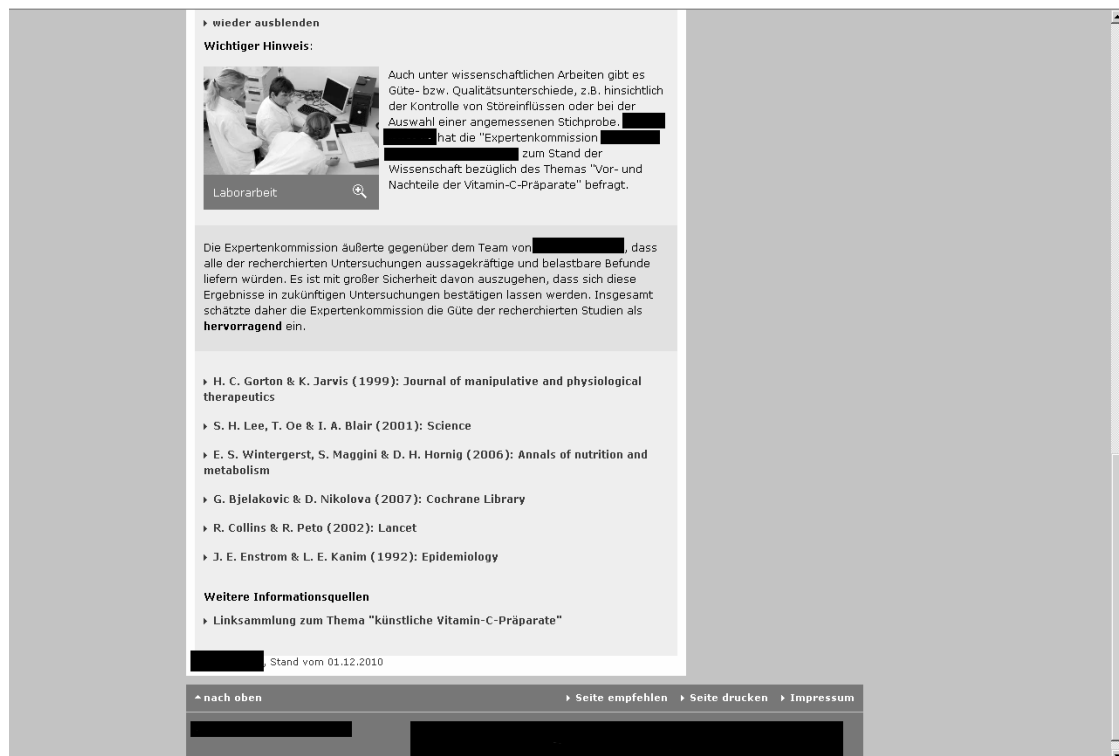 wieder ausblenden
Wichtiger Hinweis:
Auch unter wissenschaftlichen Arbeiten gibt es
Güte- bzw. Qualitätsunterschiede, z.B. hinsichtlich
der Kontrolle von Störeinflüssen oder bei der
Auswahl einer angemessenen Stichprobe.
hat die "Expertenkommission
zum Stand der
Wissenschaft bezüglich des Themas "Vor- und
Nachteile der Vitamin-C-Präparate" befragt.
Laborarbeit
Die Expertenkommission äußerte gegenüber dem Team von , dass
alle der recherchierten Untersuchungen aussagekräftige und belastbare Befunde
liefern würden. Es ist mit großer Sicherheit davon auszugehen, dass sich diese
Ergebnisse in zukünftigen Untersuchungen bestätigen lassen werden. Insgesamt
schätzte daher die Expertenkommission die Güte der recherchierten Studien als
hervorragend ein.
H. C. Gorton & K. Jarvis (1999): Journal of manipulative and physiological
therapeutics
S. H. Lee, T. Oe & I. A. Blair (2001): Science
E. S. Wintergerst, S. Maggini & D. H. Hornig (2006): Annals of nutrition and
metabolism
G. Bjelakovic & D. Nikolova (2007): Cochrane Library
R. Collins & R. Peto (2002): Lancet
J. E. Enstrom & L. E. Kanim (1992): Epidemiology
Weitere Informationsquellen
Linksammlung zum Thema "künstliche Vitamin-C-Präparate"
, Stand vom 01.12.2010
nach oben Seite empfehlen Seite drucken Impressum